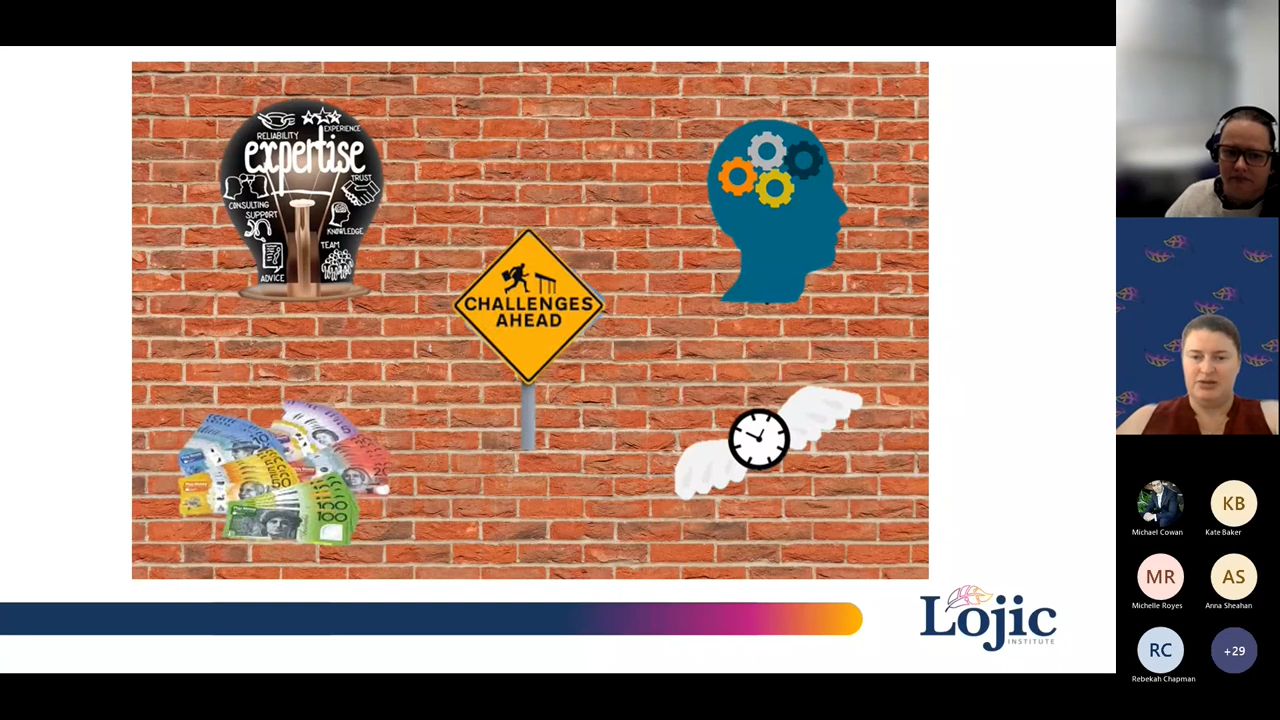 RELIABILITY
EXPERIENCE
expertise
TRUST
CONSULTING
SUPPORT
KNOWLEDGE
TEAM
ADVICE
CHALLENGES
AHEAD
100
Lojic
INSTITUTE
Michael Cowan
KB
Kate Baker
MR
Michelle Royes
AS
Anna Sheahan
RC
Rebekah Chapman
+29